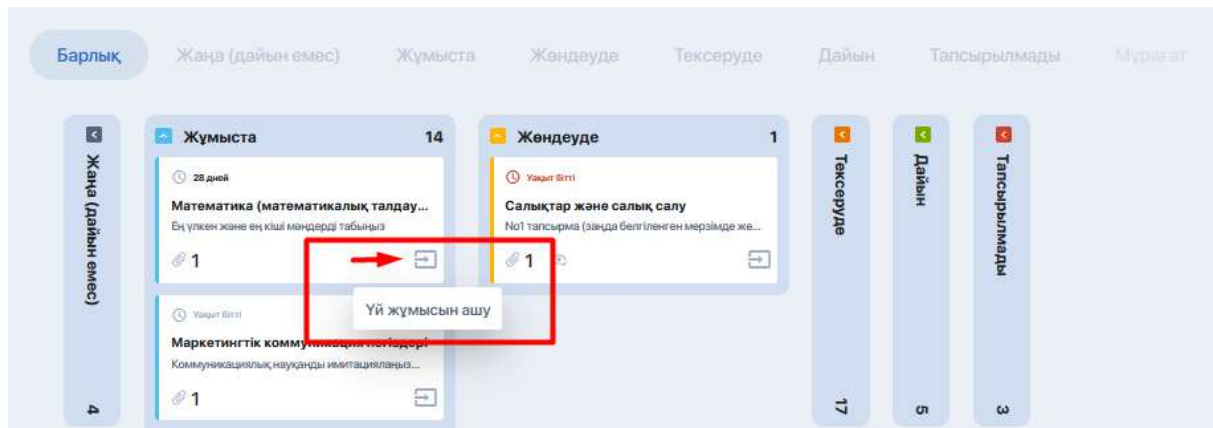 Барлық Жаңа (дайын емес) Жұмыста Жөндеуде Тексеруде Дайын Тапсырылмады Мұрағат
Жаңа (дайын емес)
4
Жұмыста 14
28 дней
Математика (математикалық талдау...
Ең үлкен және ең кіші мәндерді табыңыз
1
Үй жұмысын ашу
Уақыт бітті
Маркетингтік коммуникация негіздері
Коммуникациялық науқанды имитациялаңыз...
1
Жөндеуде 1
Уақыт бітті
Салықтар және салық салу
No1 тапсырма (заңда белгіленген мерзімде же...
1
Тексеруде
17
Дайын
5
Тапсырылмады
3